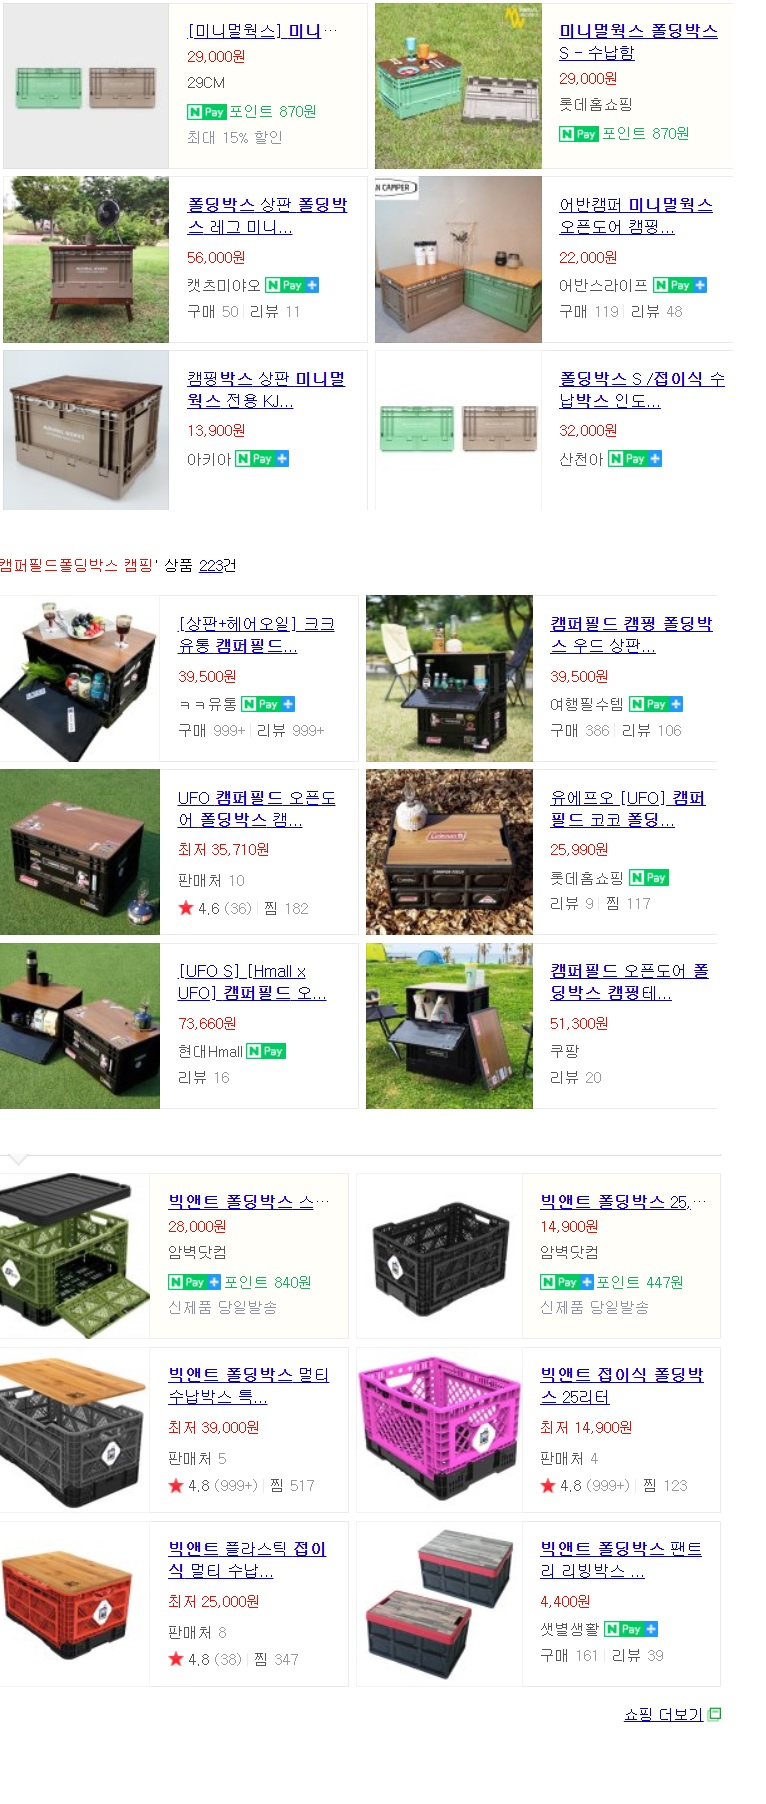 [미니멀웍스] 미니…
29,000원
29CM
N Pay 포인트 870원
최대 15% 할인
미니멀웍스 폴딩박스
S - 수납함
29,000원
롯데홈쇼핑
N Pay 포인트 870원
폴딩박스 상판 폴딩박
스 레그 미니...
56,000원
캣츠미야오 N Pay +
구매 50 리뷰 11
N CAMPER
어반캠퍼 미니멀웍스
오픈도어 캠핑...
22,000원
어반스라이프 N Pay +
구매 119 리뷰 48
캠핑박스 상판 미니멀
웍스 전용 KJ...
13,900원
아키아 N Pay +
폴딩박스 S /접이식 수
납박스 인도...
32,000원
산천아 N Pay +
캠퍼필드폴딩박스 캠핑' 상품 223건
[상판+헤어오일] 크크
유통 캠퍼필드...
39,500원
ㅋㅋ유통 N Pay +
구매 999+ 리뷰 999+
캠퍼필드 캠핑 폴딩박
스 우드 상판...
39,500원
여행필수템 N Pay +
구매 386 리뷰 106
UFO 캠퍼필드 오픈도
어 폴딩박스 캠...
최저 35,710원
판매처 10
4.6 (36) 찜 182
유에프오 [UFO] 캠퍼
필드 코코 폴딩...
25,990원
롯데홈쇼핑 N Pay
리뷰 9 찜 117
Coleman
[UFO S] [Hmall x
UFO] 캠퍼필드 오...
73,660원
현대Hmall N Pay
리뷰 16
캠퍼필드 오픈도어 폴
딩박스 캠핑테...
51,300원
쿠팡
리뷰 20
빅앤트 폴딩박스 스…
28,000원
암벽닷컴
N Pay + 포인트 840원
신제품 당일발송
빅앤트 폴딩박스 25,…
14,900원
암벽닷컴
N Pay + 포인트 447원
신제품 당일발송
빅앤트 폴딩박스 멀티
수납박스 특...
최저 39,000원
판매처 5
4.8 (999+) 찜 517
빅앤트 접이식 폴딩박
스 25리터
최저 14,900원
판매처 4
4.8 (999+) 찜 123
빅앤트 플라스틱 접이
식 멀티 수납...
최저 25,000원
판매처 8
4.8 (38) 찜 347
빅앤트 폴딩박스 팬트
리 리빙박스 ...
4,400원
샛별생활 N Pay +
구매 161 리뷰 39
쇼핑 더보기